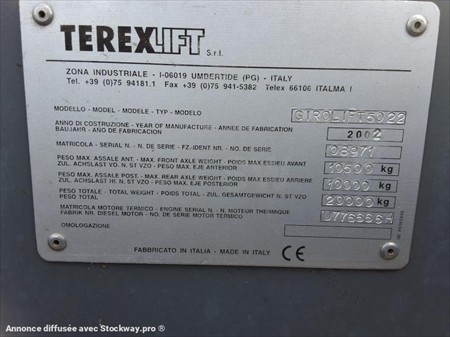 TEREXLIFT S.r.l.
ZONA INDUSTRIALE - I-06019 UMBERTIDE (PG) - ITALY
Tel. +39 (0)75 94181.1 Fax +39 (0)75 941-5382 Telex 66106 ITALMA I
MODELLO - MODEL - MODELE - TYP - MODELO GIROLIFT 5022
ANNO DI COSTRUZIONE - YEAR OF MANUFACTURE - ANNEE DE FABRICATION
BAUJAHR - ANO DE FABRICACION 2002
MATRICOLA - SERIAL N. - N. DE SERIE - FZ-IDENT NR. - NO DE SERIE 08971
PESO MAX. ASSALE ANT. - MAX. FRONT AXLE WEIGHT - POIDS MAX ESSIEU AVANT
ZUL. ACHSLAST VO. N. ST VZO - PESO MAX. EJE ANTERIOR 10500 kg
PESO MAX. ASSALE POST. - MAX. REAR AXLE WEIGHT - POIDS MAX ESSIEU ARRIERE
ZUL. ACHSLAST HI. N. ST VZO - PESO MAX. EJE POSTERIOR 10000 kg
PESO TOTALE - TOTAL WEIGHT - POIDS TOTAL - ZUL. GESAMTGEWICHT N. ST VZO
PESO TOTAL 20000 kg
MATRICOLA MOTORE TERMICO - ENGINE SERIAL N. - N MOTEUR THERMIQUE
FABRIK NR. DIESEL MOTOR - NO. DE SERIE MOTOR TERMICO U776666H
OMOLOGAZIONE
FABBRICATO IN ITALIA - MADE IN ITALY CE
Annonce diffusée avec Stockway.pro ®